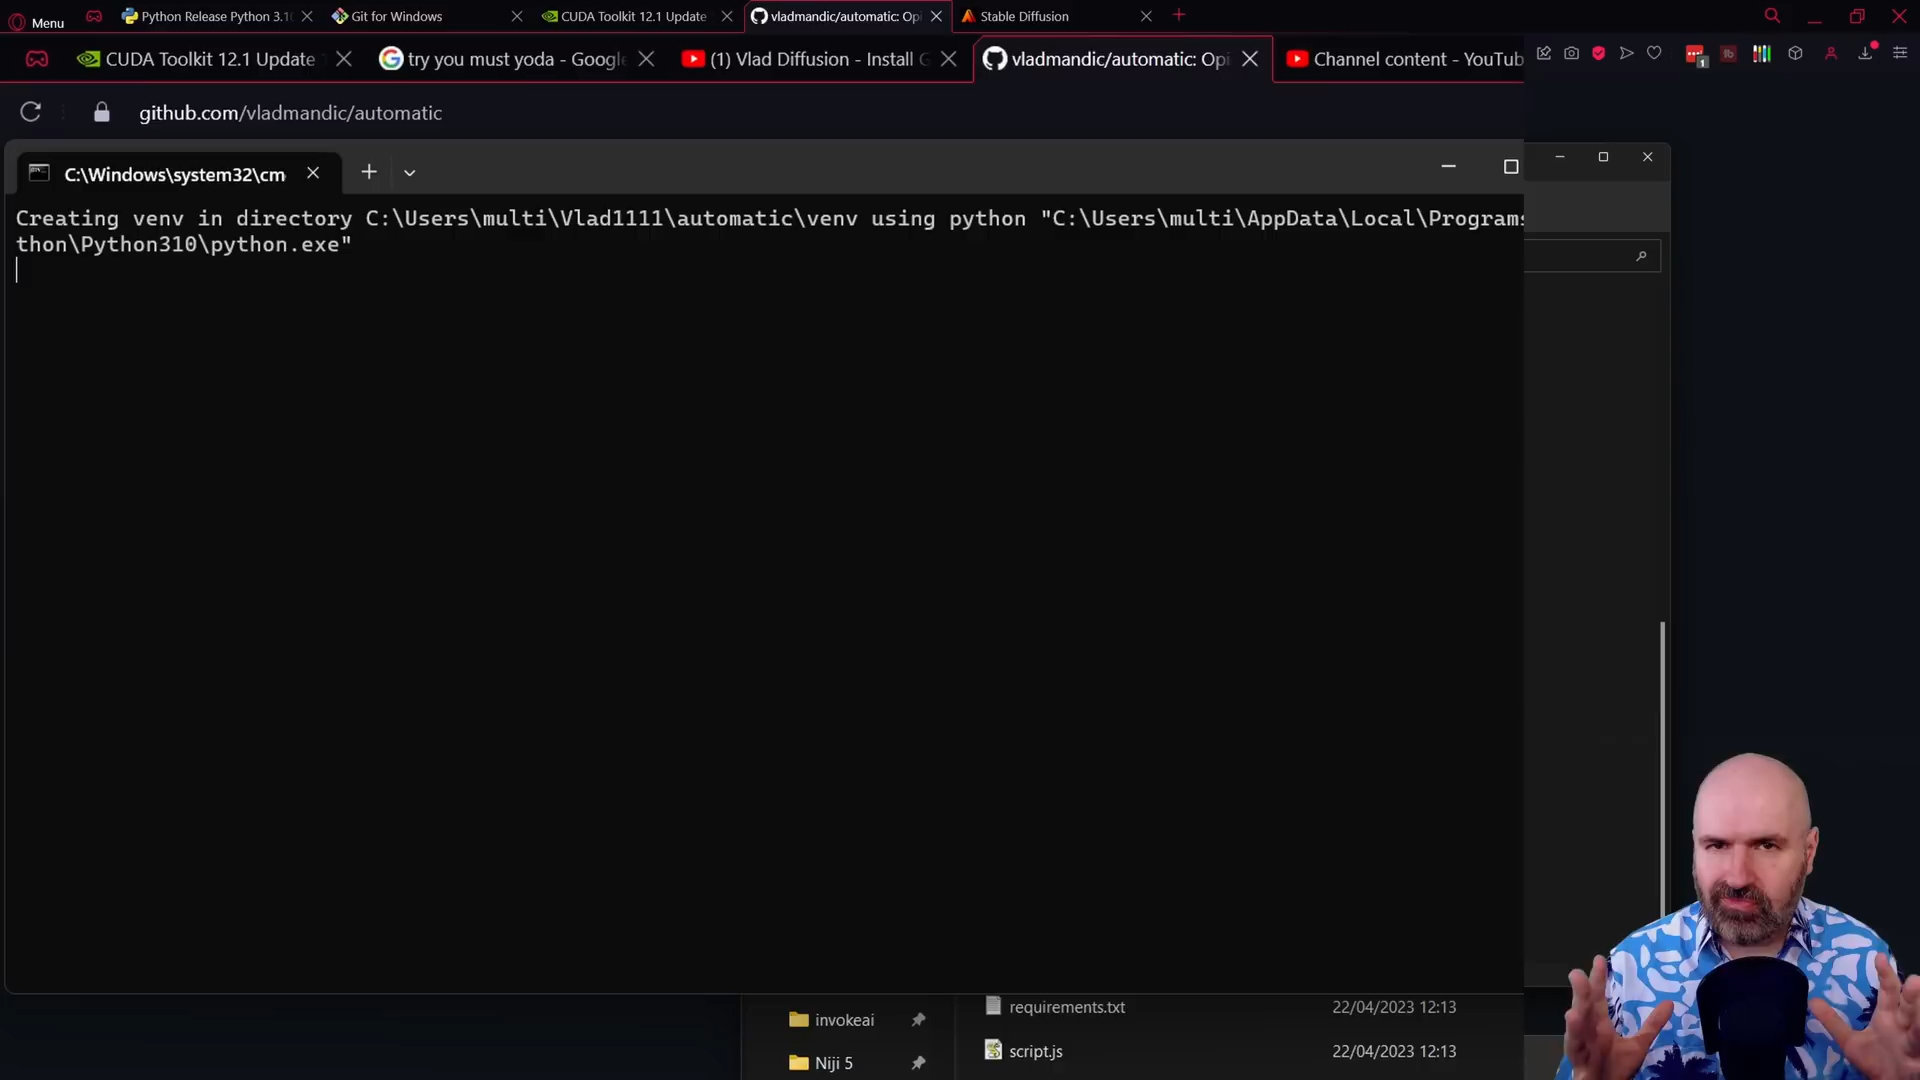 Menu
Python Release Python 3.1
Git for Windows
CUDA Toolkit 12.1 Update
vladmandic/automatic: Op
Stable Diffusion
CUDA Toolkit 12.1 Update
try you must yoda - Google
(1) Vlad Diffusion - Install G
vladmandic/automatic: Opi
Channel content - YouTub
1
github.com/vladmandic/automatic
C:\Windows\system32\cm
Creating venv in directory C:\Users\multi\Vlad1111\automatic\venv using python "C:\Users\multi\AppData\Local\Programs
thon\Python310\python.exe"
requirements.txt 22/04/2023 12:13
invokeai
script.js 22/04/2023 12:13
Niji 5